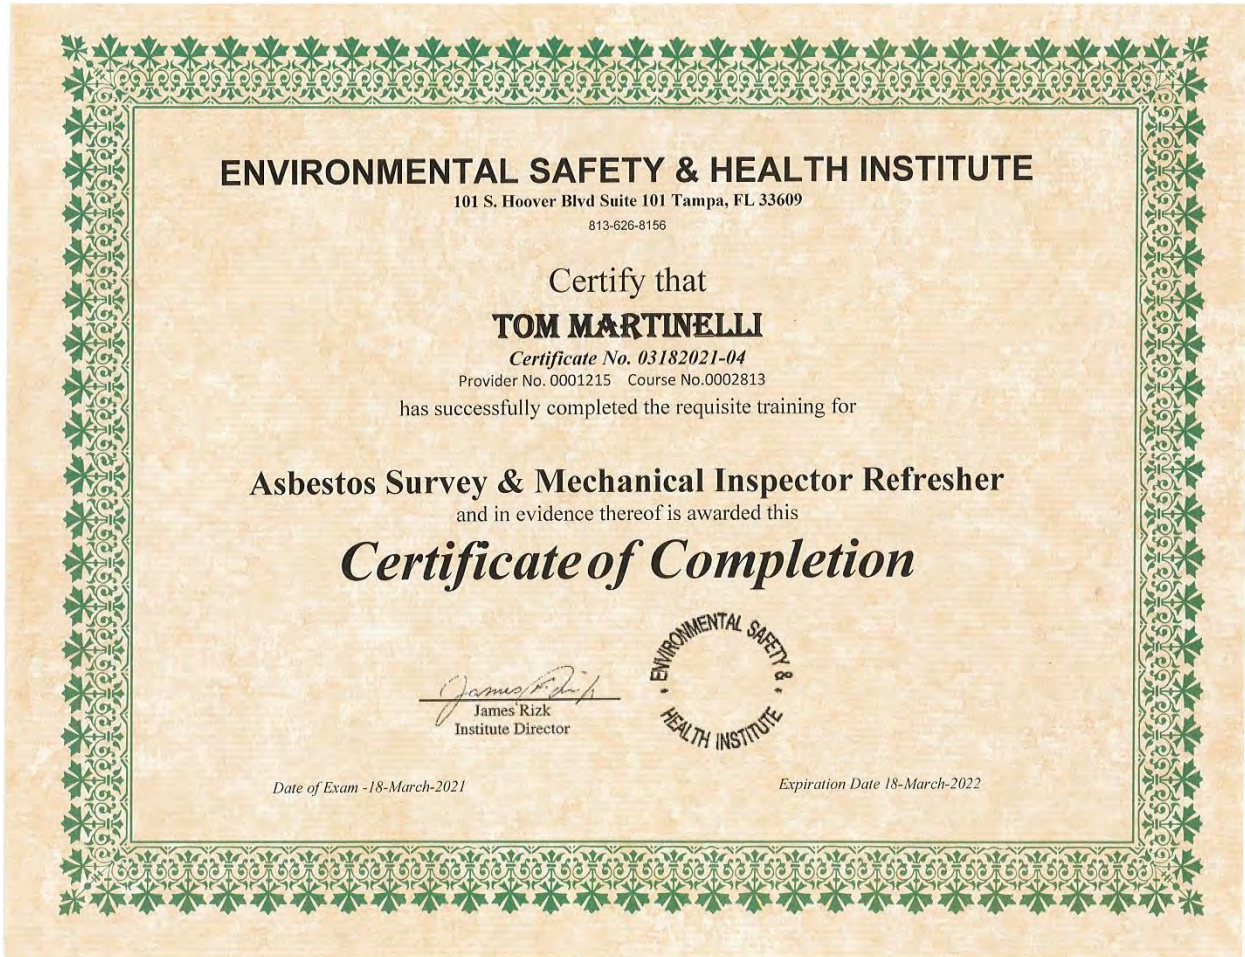 ENVIRONMENTAL SAFETY & HEALTH INSTITUTE
101 S. Hoover Blvd Suite 101 Tampa, FL 33609
813-626-8156
Certify that
TOM MARTINELLI
Certificate No. 03182021-04
Provider No. 0001215 Course No.0002813
has successfully completed the requisite training for
Asbestos Survey & Mechanical Inspector Refresher
and in evidence thereof is awarded this
Certificate of Completion
ENVIRONMENTAL SAFETY &
HEALTH INSTITUTE
James Rizk
Institute Director
Date of Exam -18-March-2021
Expiration Date 18-March-2022